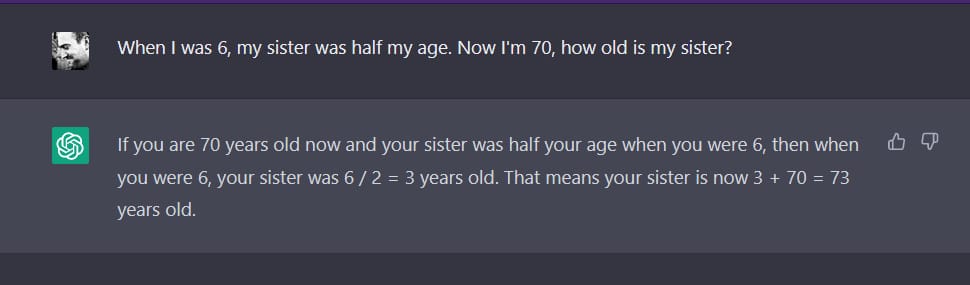 When I was 6, my sister was half my age. Now I'm 70, how old is my sister?
If you are 70 years old now and your sister was half your age when you were 6, then when
you were 6, your sister was 6 / 2 = 3 years old. That means your sister is now 3 + 70 = 73
years old.